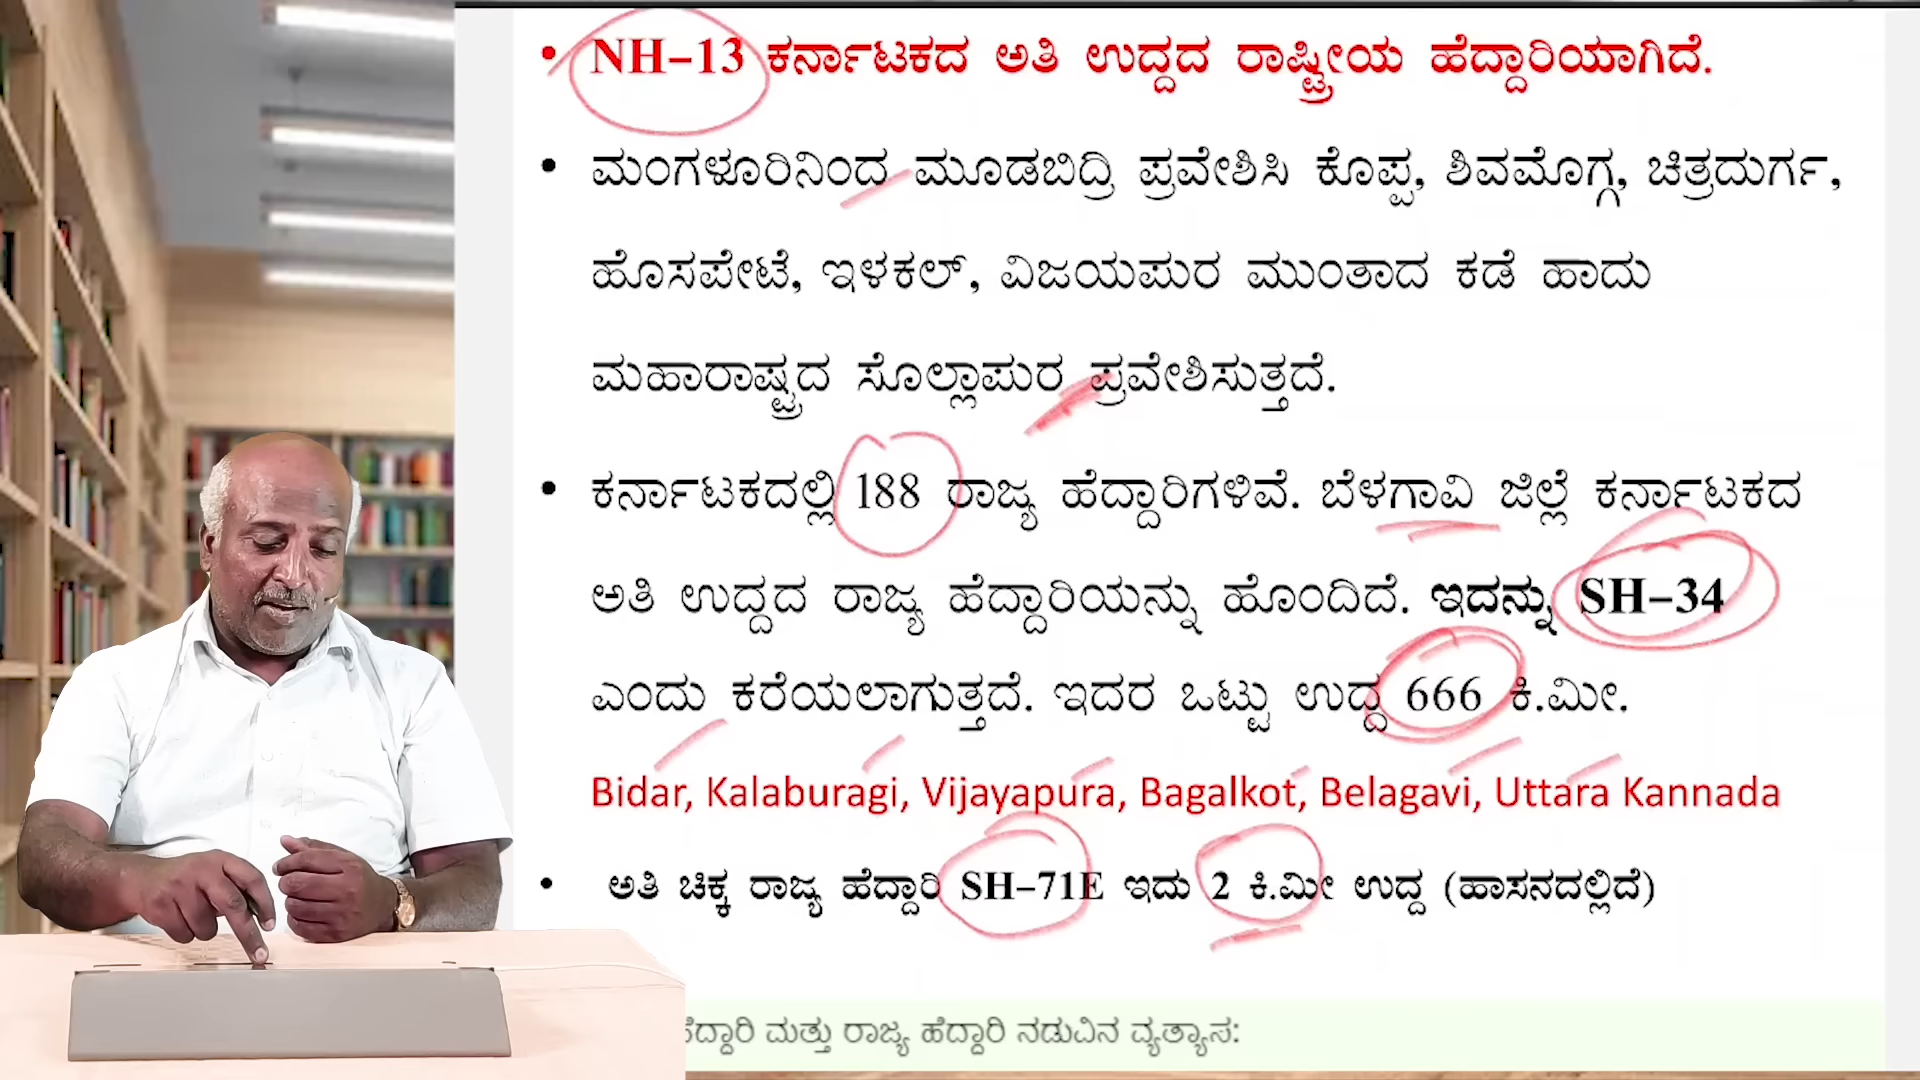 • NH–13 ಕರ್ನಾಟಕದ ಅತಿ ಉದ್ದದ ರಾಷ್ಟ್ರೀಯ ಹೆದ್ದಾರಿಯಾಗಿದೆ.
• ಮಂಗಳೂರಿನಿಂದ ಮೂಡಬಿದ್ರಿ ಪ್ರವೇಶಿಸಿ ಕೊಪ್ಪ, ಶಿವಮೊಗ್ಗ, ಚಿತ್ರದುರ್ಗ,
ಹೊಸಪೇಟೆ, ಇಳಕಲ್, ವಿಜಯಪುರ ಮುಂತಾದ ಕಡೆ ಹಾದು
ಮಹಾರಾಷ್ಟ್ರದ ಸೊಲ್ಲಾಪುರ ಪ್ರವೇಶಿಸುತ್ತದೆ.
• ಕರ್ನಾಟಕದಲ್ಲಿ 188 ರಾಜ್ಯ ಹೆದ್ದಾರಿಗಳಿವೆ. ಬೆಳಗಾವಿ ಜಿಲ್ಲೆ ಕರ್ನಾಟಕದ
ಅತಿ ಉದ್ದದ ರಾಜ್ಯ ಹೆದ್ದಾರಿಯನ್ನು ಹೊಂದಿದೆ. ಇದನ್ನು SH–34
ಎಂದು ಕರೆಯಲಾಗುತ್ತದೆ. ಇದರ ಒಟ್ಟು ಉದ್ದ 666 ಕಿ.ಮೀ.
Bidar, Kalaburagi, Vijayapura, Bagalkot, Belagavi, Uttara Kannada
• ಅತಿ ಚಿಕ್ಕ ರಾಜ್ಯ ಹೆದ್ದಾರಿ SH–71E ಇದು 2 ಕಿ.ಮೀ ಉದ್ದ (ಹಾಸನದಲ್ಲಿದೆ)
ಮತ್ತು ರಾಜ್ಯ ಹೆದ್ದಾರಿ ನಡುವಿನ ವ್ಯತ್ಯಾಸ: